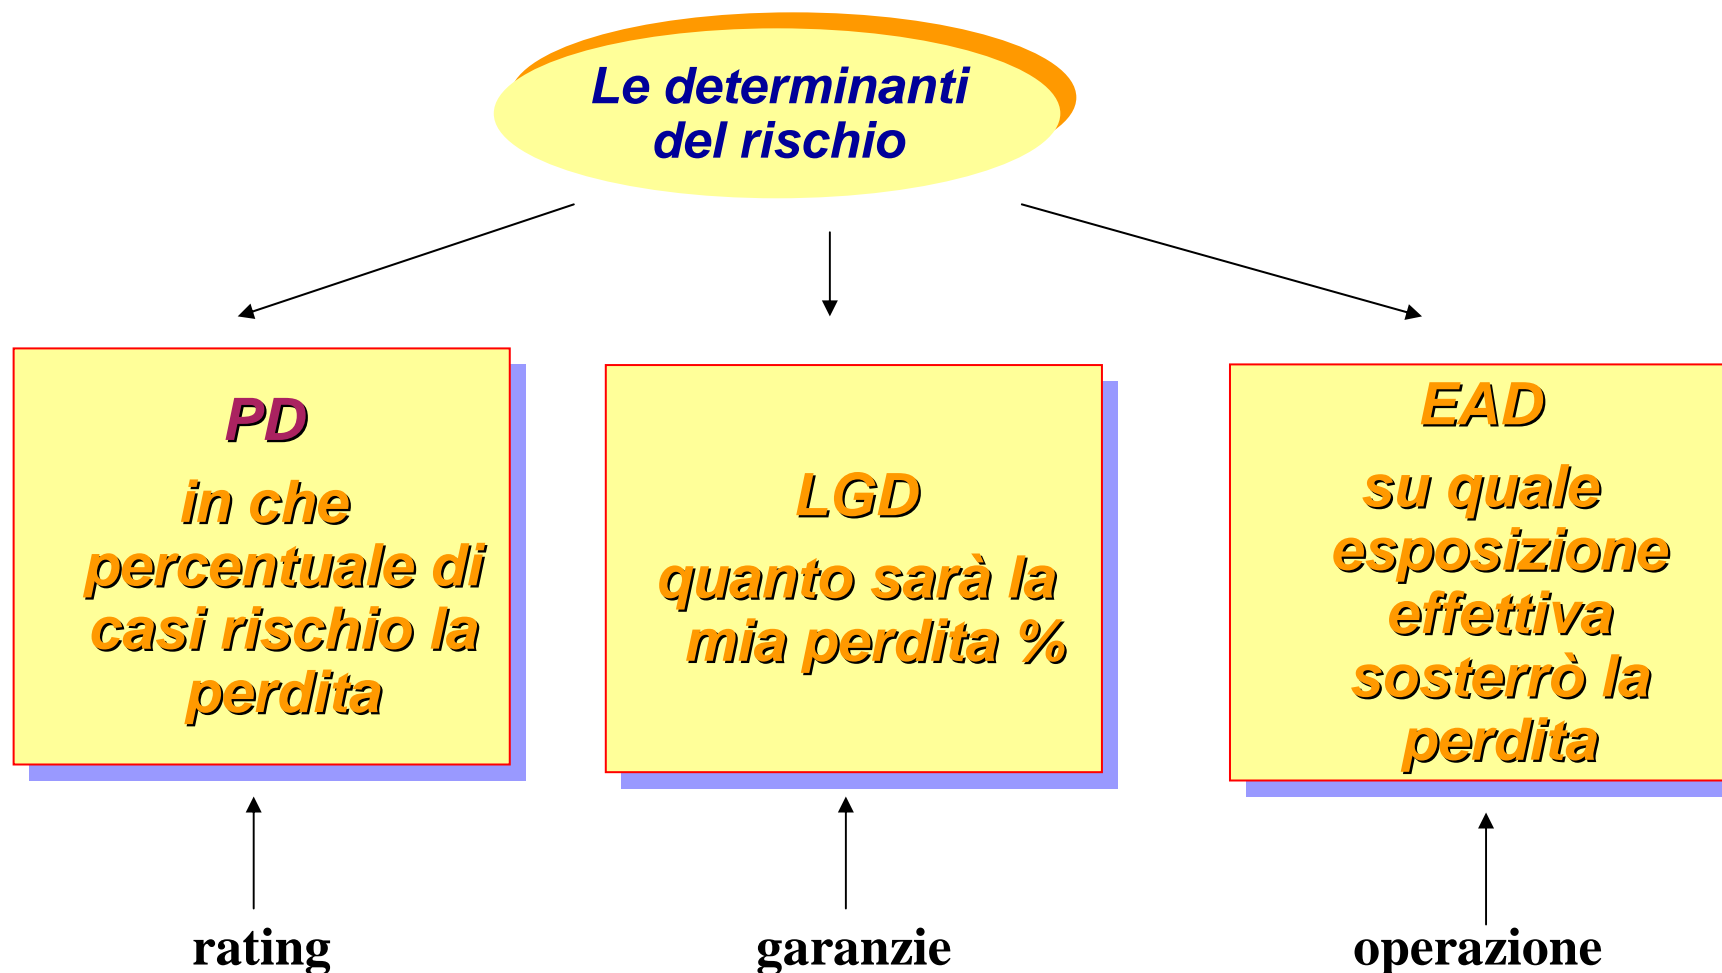 Le determinanti
del rischio
PD
in che
percentuale di
casi rischio la
perdita
LGD
quanto sarà la
mia perdita %
EAD
su quale
esposizione
effettiva
sosterrò la
perdita
rating
garanzie
operazione